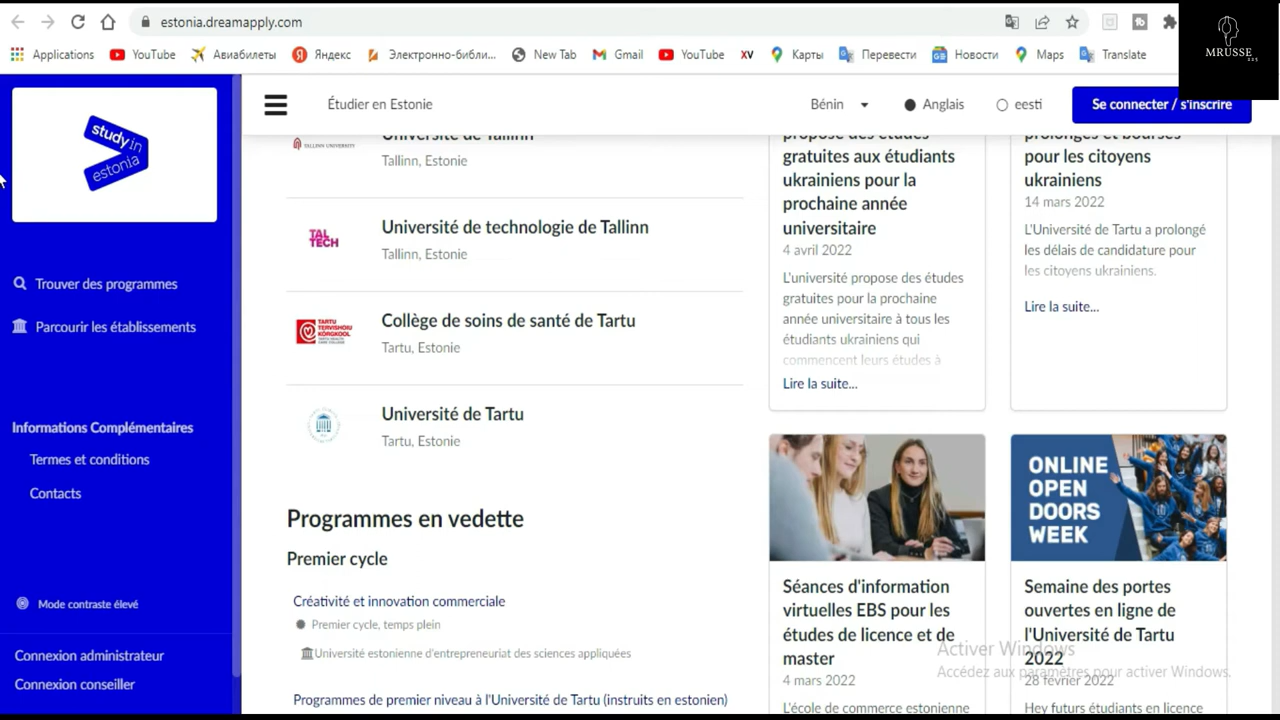 estonia.dreamapply.com
Applications YouTube Авиабилеты Яндекс Электронно-библи... New Tab Gmail YouTube XV Карты Перевести Новости Maps Translate
MRUSSE
225
study in
estonia
Étudier en Estonie Bénin Anglais eesti Se connecter / s'inscrire
Trouver des programmes
Parcourir les établissements
Informations Complémentaires
Termes et conditions
Contacts
Mode contraste élevé
Connexion administrateur
Connexion conseiller
TALLINN UNIVERSITY
Université de Tallinn
Tallinn, Estonie
TAL
TECH
Université de technologie de Tallinn
Tallinn, Estonie
TARTU
TERVISHOIU
KÕRGKOOL
Collège de soins de santé de Tartu
Tartu, Estonie
Université de Tartu
Tartu, Estonie
Programmes en vedette
Premier cycle
Créativité et innovation commerciale
Premier cycle, temps plein
Université estonienne d'entrepreneuriat des sciences appliquées
Programmes de premier niveau à l'Université de Tartu (instruits en estonien)
propose des études
gratuites aux étudiants
ukrainiens pour la
prochaine année
universitaire
4 avril 2022
L'université propose des études
gratuites pour la prochaine
année universitaire à tous les
étudiants ukrainiens qui
commencent leurs études à
Lire la suite...
prolongés et bourses
pour les citoyens
ukrainiens
14 mars 2022
L'Université de Tartu a prolongé
les délais de candidature pour
les citoyens ukrainiens.
Lire la suite...
Séances d'information
virtuelles EBS pour les
études de licence et de
master
4 mars 2022
L'école de commerce estonienne
ONLINE
OPEN
DOORS
WEEK
Semaine des portes
ouvertes en ligne de
l'Université de Tartu
2022
28 février 2022
Hey futurs étudiants en licence
Activer Windows
Accédez aux paramètres pour activer Windows.